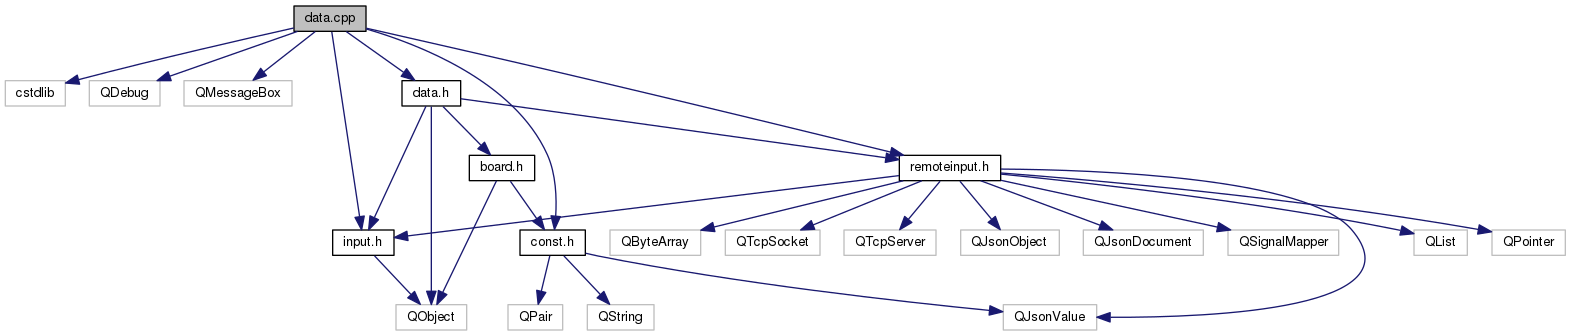 data.cpp
cstdlib
QDebug
QMessageBox
data.h
board.h
remoteinput.h
input.h
const.h
QByteArray
QTcpSocket
QTcpServer
QJsonObject
QJsonDocument
QSignalMapper
QList
QPointer
QObject
QPair
QString
QJsonValue